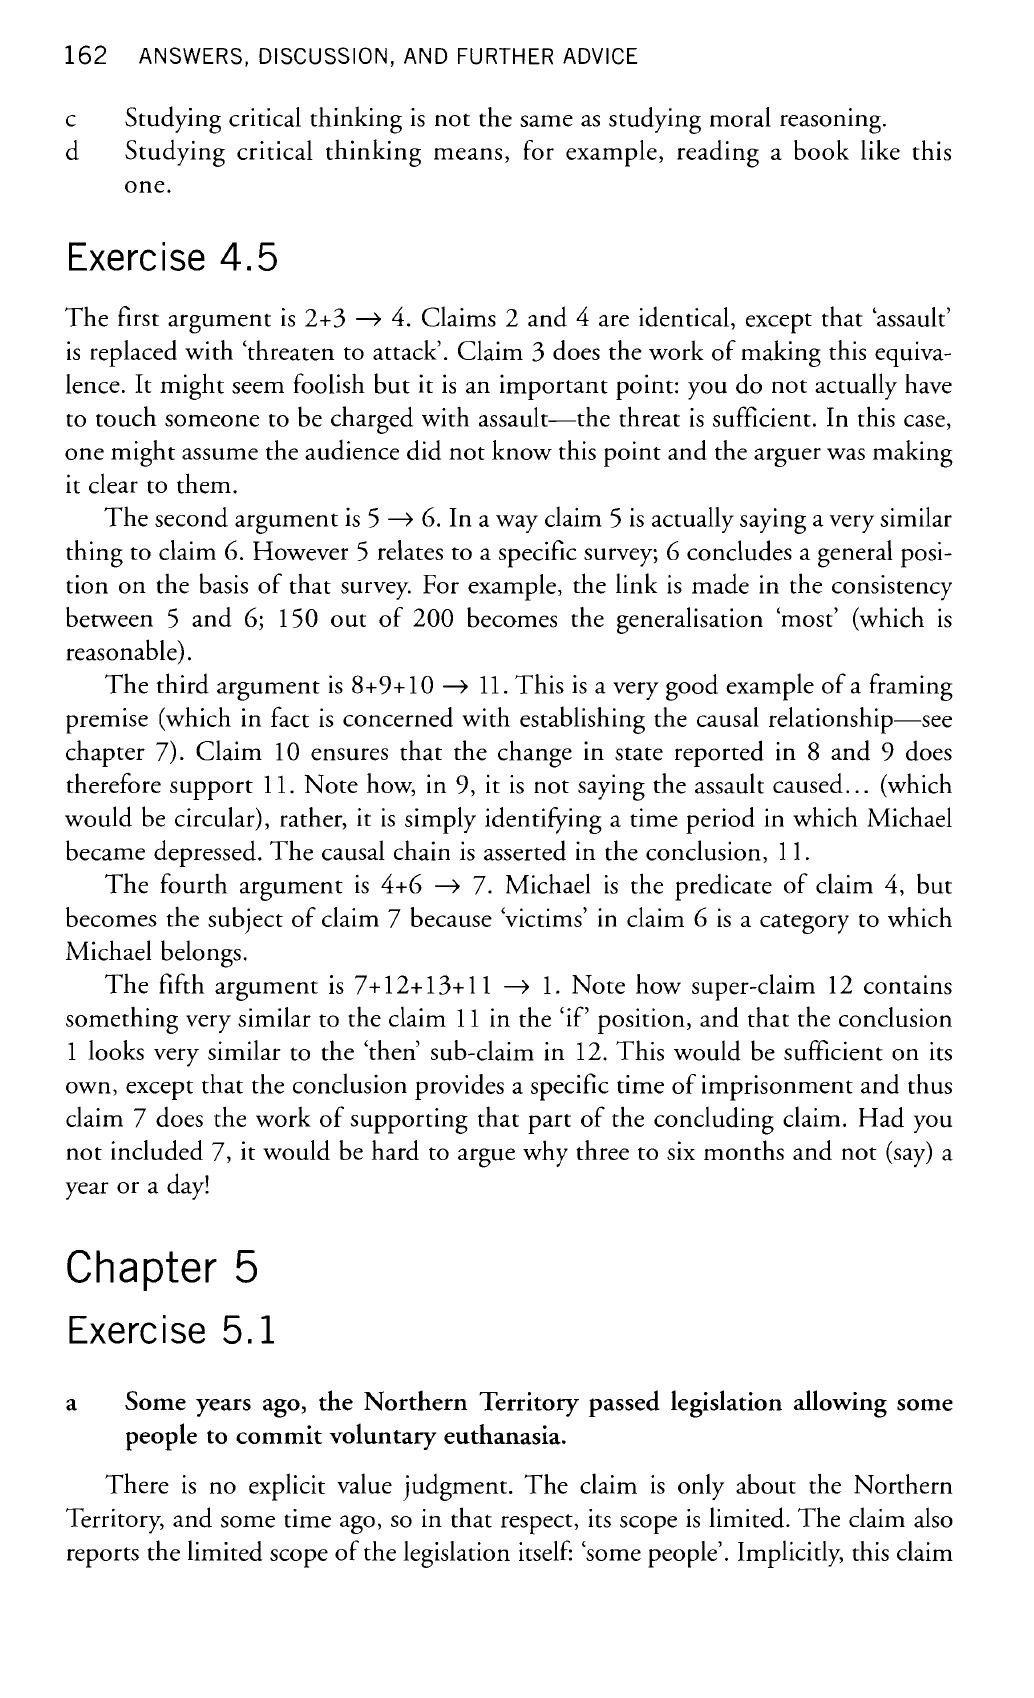 162 ANSWERS, DISCUSSION, AND FURTHER ADVICE
c Studying critical thinking is not the same as studying moral reasoning.
d Studying critical thinking means, for example, reading a book like this
one.
Exercise 4.5
The first argument is 2+3 → 4. Claims 2 and 4 are identical, except that ‘assault’
is replaced with ‘threaten to attack’. Claim 3 does the work of making this equiva-
lence. It might seem foolish but it is an important point: you do not actually have
to touch someone to be charged with assault—the threat is sufficient. In this case,
one might assume the audience did not know this point and the arguer was making
it clear to them.
The second argument is 5 → 6. In a way claim 5 is actually saying a very similar
thing to claim 6. However 5 relates to a specific survey; 6 concludes a general posi-
tion on the basis of that survey. For example, the link is made in the consistency
between 5 and 6; 150 out of 200 becomes the generalisation ‘most’ (which is
reasonable).
The third argument is 8+9+10 → 11. This is a very good example of a framing
premise (which in fact is concerned with establishing the causal relationship—see
chapter 7). Claim 10 ensures that the change in state reported in 8 and 9 does
therefore support 11. Note how, in 9, it is not saying the assault caused... (which
would be circular), rather, it is simply identifying a time period in which Michael
became depressed. The causal chain is asserted in the conclusion, 11.
The fourth argument is 4+6 → 7. Michael is the predicate of claim 4, but
becomes the subject of claim 7 because ‘victims’ in claim 6 is a category to which
Michael belongs.
The fifth argument is 7+12+13+11 → 1. Note how super-claim 12 contains
something very similar to the claim 11 in the ‘if’ position, and that the conclusion
1 looks very similar to the ‘then’ sub-claim in 12. This would be sufficient on its
own, except that the conclusion provides a specific time of imprisonment and thus
claim 7 does the work of supporting that part of the concluding claim. Had you
not included 7, it would be hard to argue why three to six months and not (say) a
year or a day!
Chapter 5
Exercise 5.1
a Some years ago, the Northern Territory passed legislation allowing some
people to commit voluntary euthanasia.
There is no explicit value judgment. The claim is only about the Northern
Territory, and some time ago, so in that respect, its scope is limited. The claim also
reports the limited scope of the legislation itself: ‘some people’. Implicitly, this claim